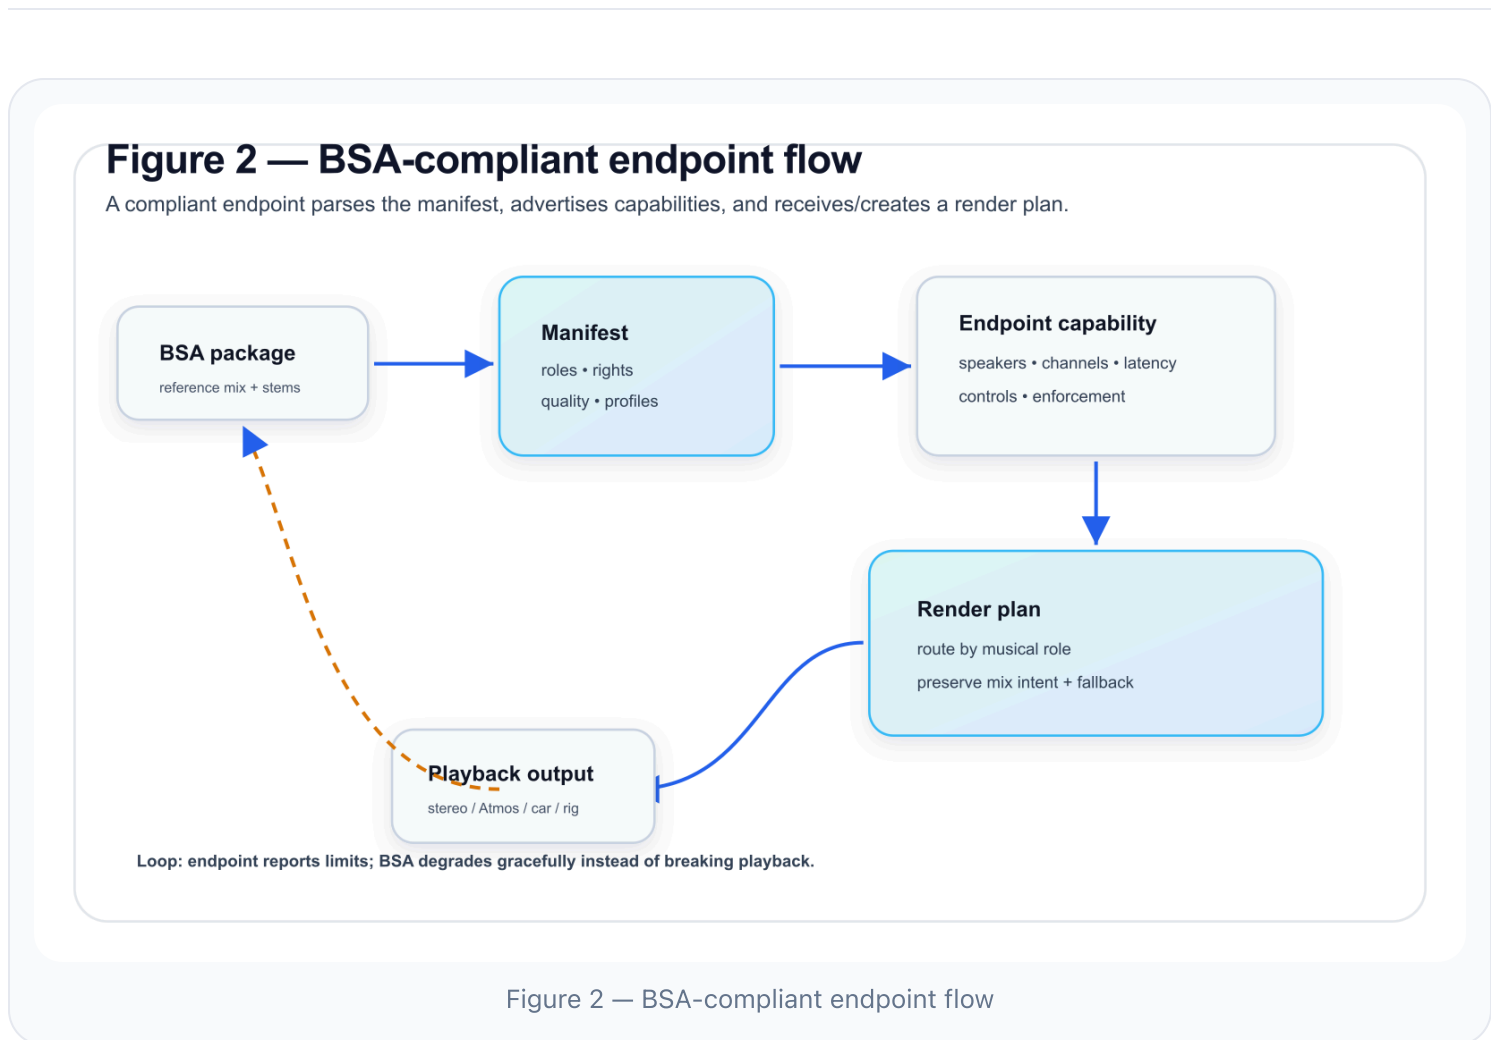 Figure 2 — BSA-compliant endpoint flow
A compliant endpoint parses the manifest, advertises capabilities, and receives/creates a render plan.
BSA package
reference mix + stems
Manifest
roles • rights
quality • profiles
Endpoint capability
speakers • channels • latency
controls • enforcement
Render plan
route by musical role
preserve mix intent + fallback
Playback output
stereo / Atmos / car / rig
Loop: endpoint reports limits; BSA degrades gracefully instead of breaking playback.
Figure 2 — BSA-compliant endpoint flow